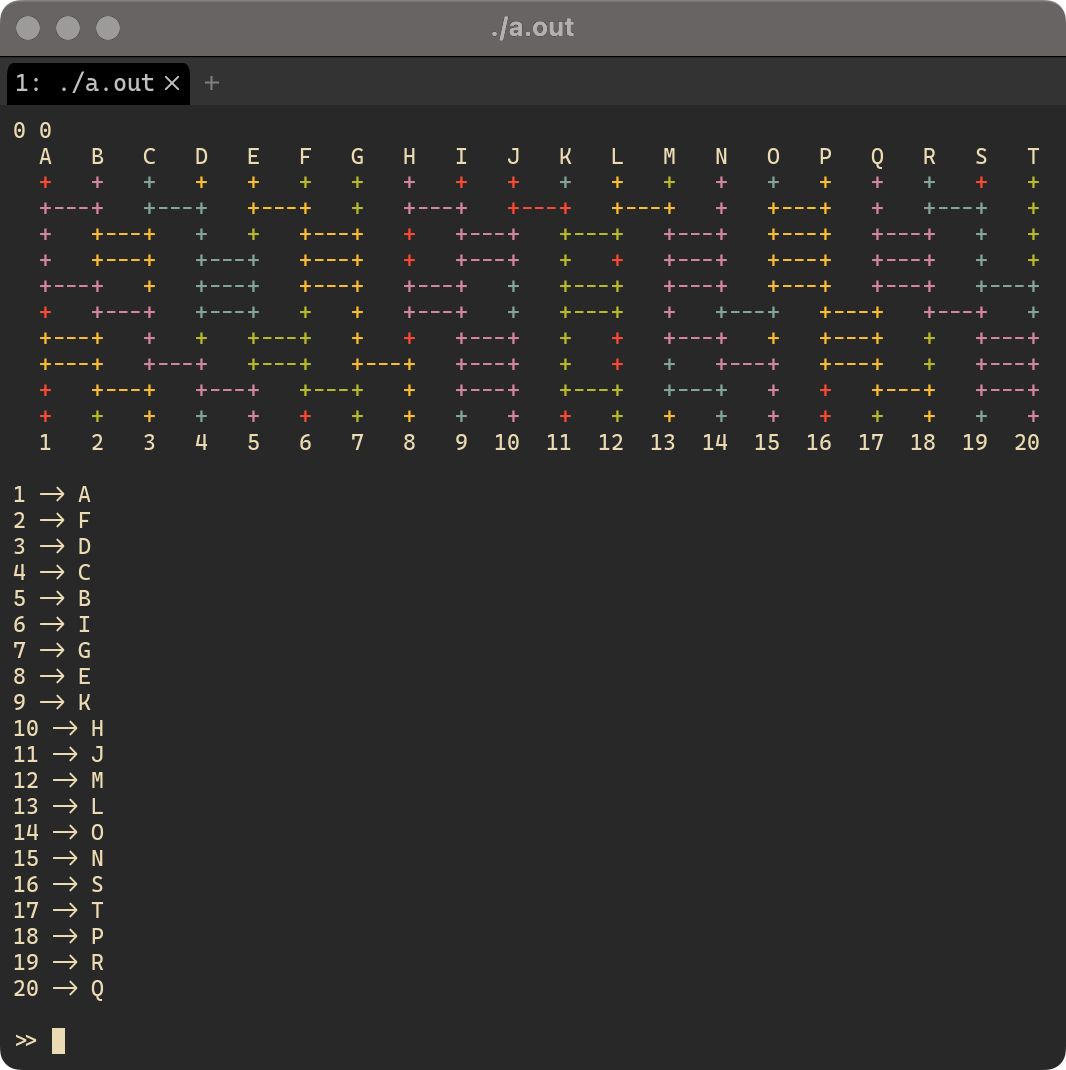 ./a.out
1: ./a.out × +
0 0
  A   B   C   D   E   F   G   H   I   J   K   L   M   N   O   P   Q   R   S   T
  +   +   +   +   +   +   +   +   +   +   +   +   +   +   +   +   +   +   +   +
  +---+   +---+   +---+   +   +---+   +---+   +---+   +   +---+   +   +---+   +
  +   +---+   +   +   +---+   +   +---+   +---+   +---+   +---+   +---+   +   +
  +   +---+   +---+   +---+   +   +---+   +   +   +---+   +---+   +---+   +   +
  +---+   +   +---+   +---+   +---+   +   +---+   +---+   +---+   +---+   +---+
  +   +---+   +---+   +   +   +---+   +   +---+   +   +---+   +---+   +---+   +
  +---+   +   +   +---+   +   +   +---+   +   +   +---+   +   +---+   +   +---+
  +---+   +---+   +---+   +---+   +---+   +   +   +   +---+   +---+   +   +---+
  +   +---+   +---+   +---+   +   +---+   +---+   +---+   +   +   +---+   +---+
  +   +   +   +   +   +   +   +   +   +   +   +   +   +   +   +   +   +   +   +
  1   2   3   4   5   6   7   8   9  10  11  12  13  14  15  16  17  18  19  20
1 -> A
2 -> F
3 -> D
4 -> C
5 -> B
6 -> I
7 -> G
8 -> E
9 -> K
10 -> H
11 -> J
12 -> M
13 -> L
14 -> O
15 -> N
16 -> S
17 -> T
18 -> P
19 -> R
20 -> Q
>>